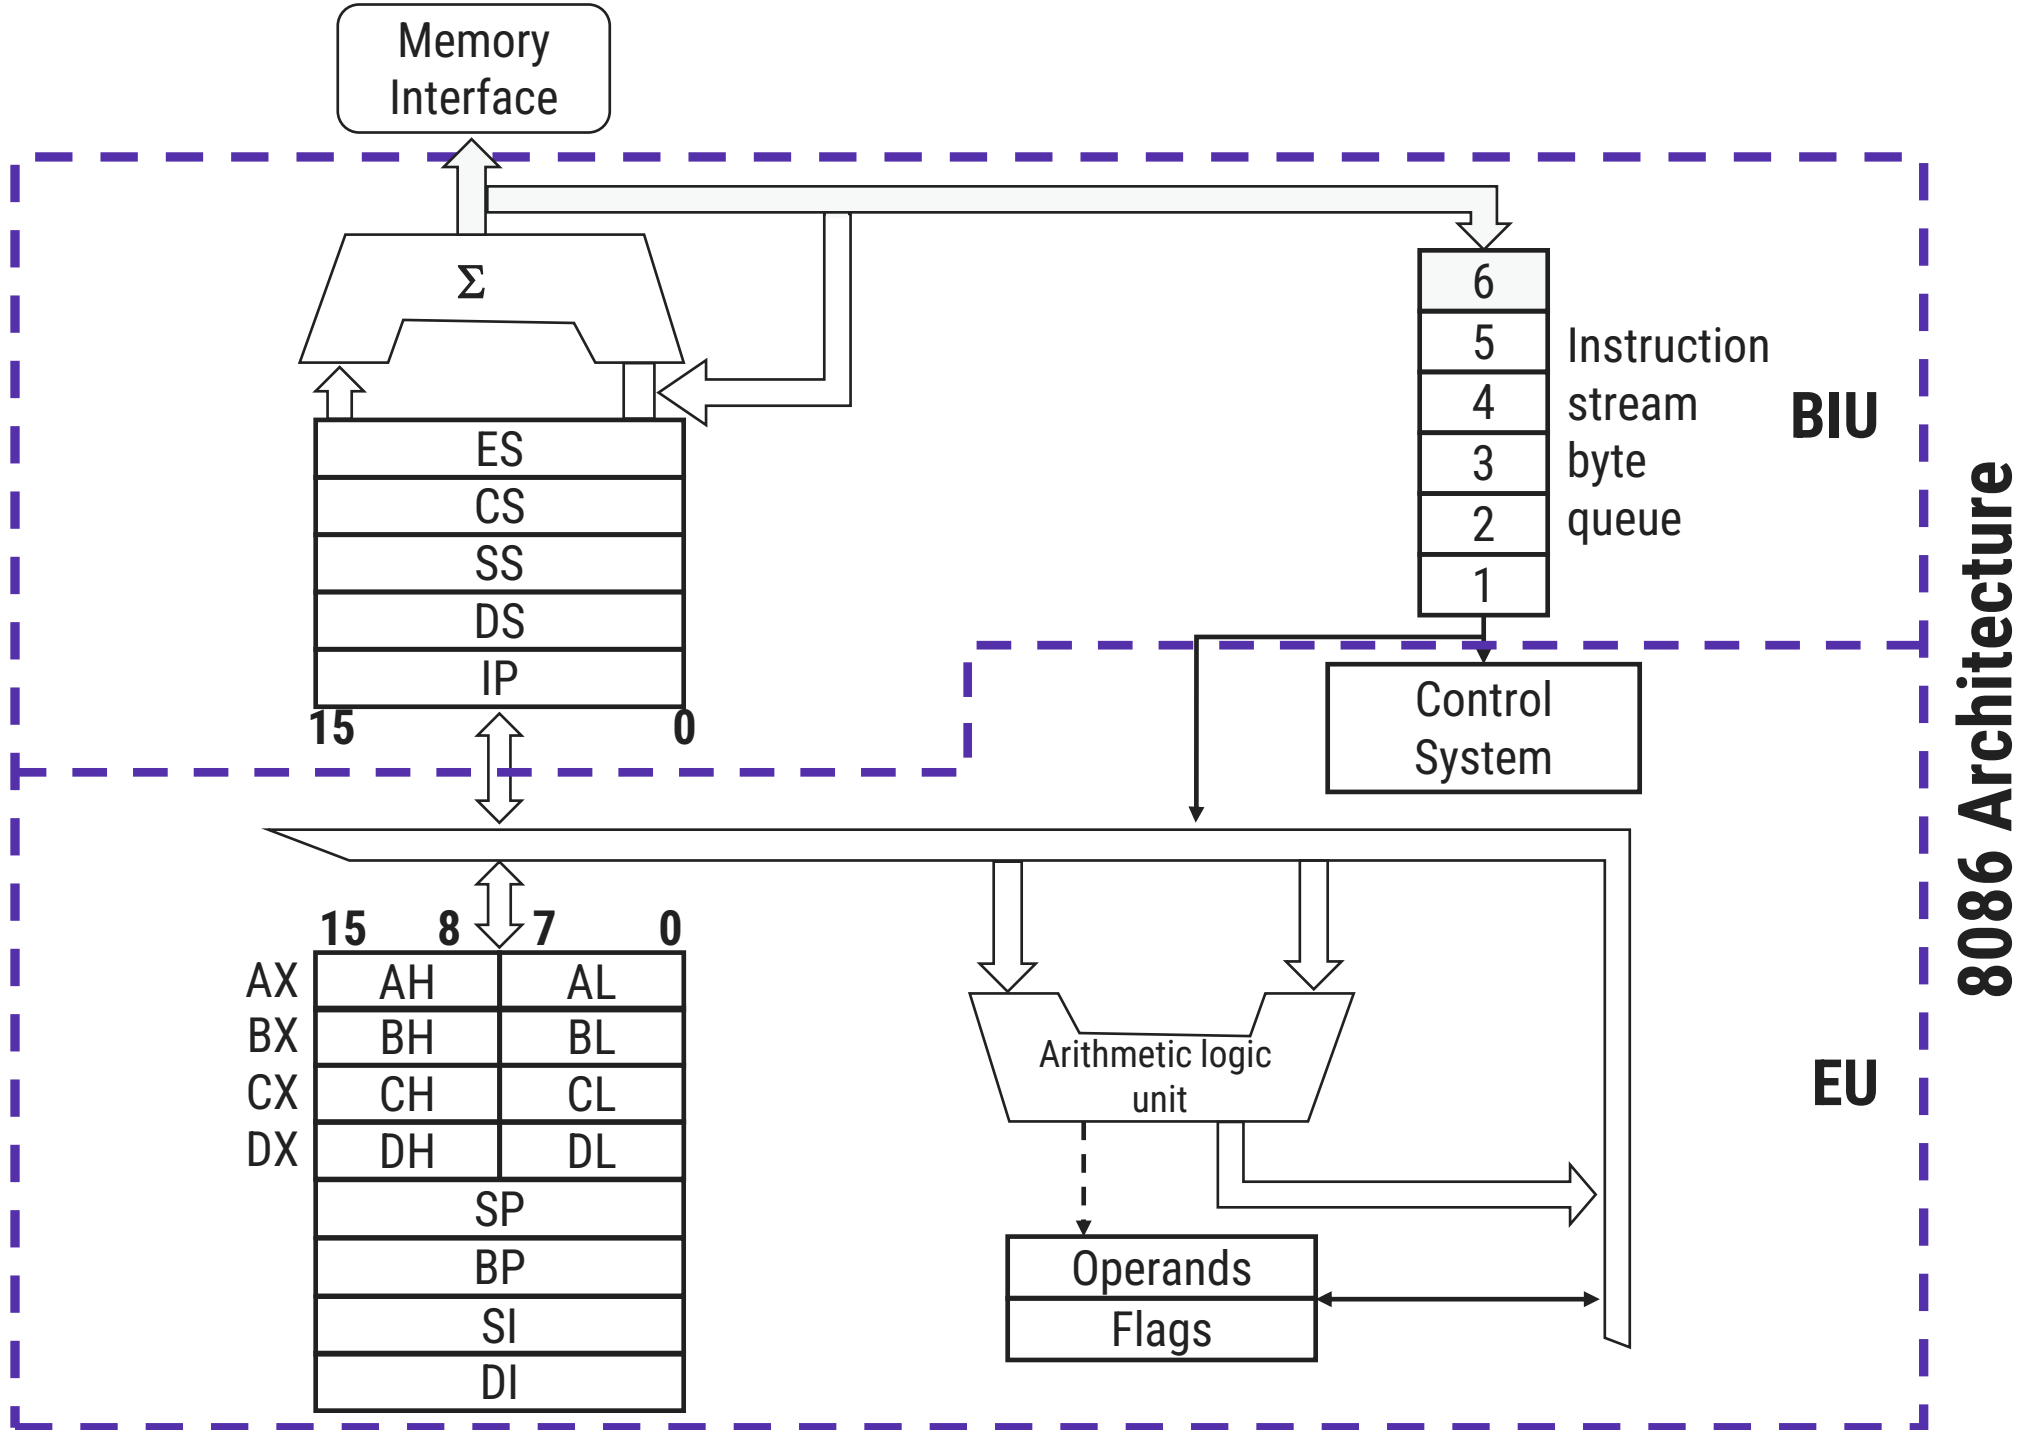 Memory
Interface
Σ
6
5
4
3
2
1
Instruction
stream
byte
queue
BIU
ES
CS
SS
DS
IP
15 0
Control
System
8086 Architecture
15 8 7 0
AX AH AL
BX BH BL
CX CH CL
DX DH DL
SP
BP
SI
DI
Arithmetic logic
unit
EU
Operands
Flags